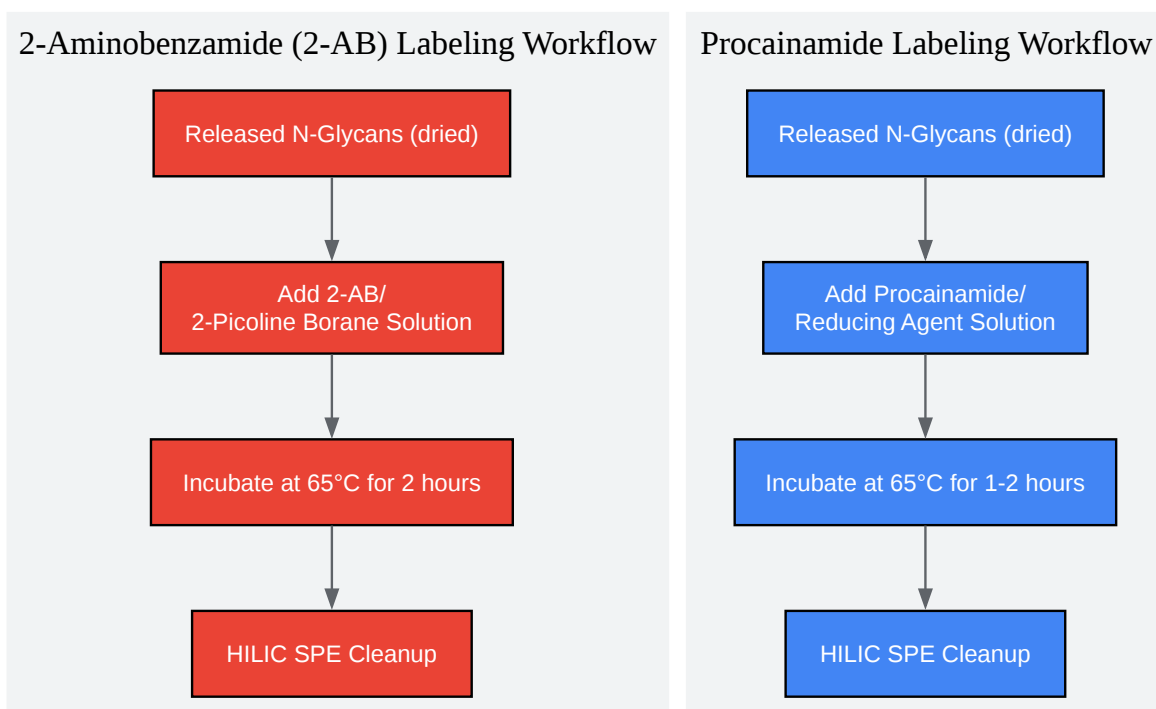 2-Aminobenzamide (2-AB) Labeling Workflow
Released N-Glycans (dried)
Add 2-AB/
2-Picoline Borane Solution
Incubate at 65°C for 2 hours
HILIC SPE Cleanup
Procainamide Labeling Workflow
Released N-Glycans (dried)
Add Procainamide/
Reducing Agent Solution
Incubate at 65°C for 1-2 hours
HILIC SPE Cleanup